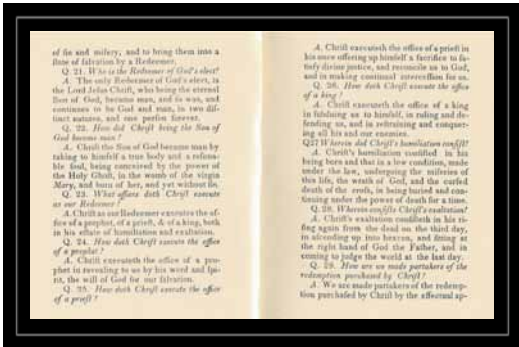 of sin and misery, and to bring them into a
state of salvation by a Redeemer.
Q. 21. Who is the Redeemer of God's elect?
A. The only Redeemer of God's elect, is
the Lord Jesus Christ, who being the eternal
Son of God, became man, and so was, and
continues to be God and man, in two dis-
tinct natures, and one person forever.
Q. 22. How did Christ being the Son of
God become man?
A. Christ the Son of God became man by
taking to himself a true body and a reason-
able soul, being conceived by the power of
the Holy Ghost, in the womb of the virgin
Mary, and born of her, and yet without sin.
Q. 23. What offices doth Christ execute
as our Redeemer?
A. Christ as our Redeemer executes the of-
fice of a prophet, of a priest, & of a king, both
in his estate of humiliation and exaltation.
Q. 24. How doth Christ execute the office
of a prophet?
A. Christ executeth the office of a pro-
phet in revealing to us by his word and spi-
rit, the will of God for our salvation.
Q. 25. How doth Christ execute the office
of a priest?
A. Christ executeth the office of a priest in
his once offering up himself a sacrifice to sa-
tisfy divine justice, and reconcile us to God,
and in making continual intercession for us.
Q. 26. How doth Christ execute the office
of a king?
A. Christ executeth the office of a king
in subduing us to himself, in ruling and de-
fending us, and in restraining and conquer-
ing all his and our enemies.
Q27 Wherein did Christ's humiliation consist?
A. Christ's humiliation consisted in his
being born and that in a low condition, made
under the law, undergoing the miseries of
this life, the wrath of God, and the cursed
death of the cross, in being buried and con-
tinuing under the power of death for a time.
Q. 28. Wherein consists Christ's exaltation?
A. Christ's exaltation consisteth in his ri-
sing again from the dead on the third day,
in ascending up into heaven, and sitting at
the right hand of God the Father, and in
coming to judge the world at the last day.
Q. 29. How are we made partakers of the
redemption purchased by Christ?
A. We are made partakers of the redemp-
tion purchased by Christ by the effectual ap-